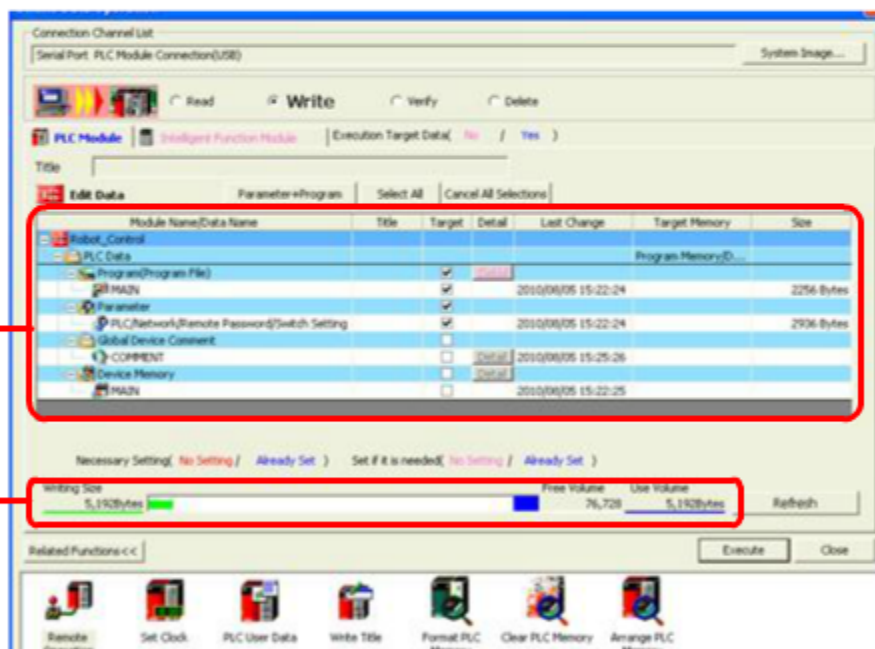 Connection Channel List
Serial Port PLC Module Connection(USB) System Image...
Read Write Verify Delete
PLC Module Intelligent Function Module Execution Target Data( No / Yes )
Title
Edit Data Parameter+Program Select All Cancel All Selections
Module Name/Data Name Title Target Detail Last Change Target Memory Size
Robot_Control
PLC Data Program Memory/D...
Program(Program File) Detail
MAIN 2010/08/05 15:22:24 2256 Bytes
Parameter
PLC/Network/Remote Password/Switch Setting 2010/08/05 15:22:24 2936 Bytes
Global Device Comment
COMMENT Detail 2010/08/05 15:25:26
Device Memory Detail
MAIN 2010/08/05 15:22:25
Necessary Setting( No Setting / Already Set ) Set if it is needed( No Setting / Already Set )
Writing Size Free Volume Use Volume
5,192Bytes 76,728 5,192Bytes Refresh
Related Functions<< Execute Close
Remote Set Clock PLC User Data Write Title Format PLC Clear PLC Memory Arrange PLC